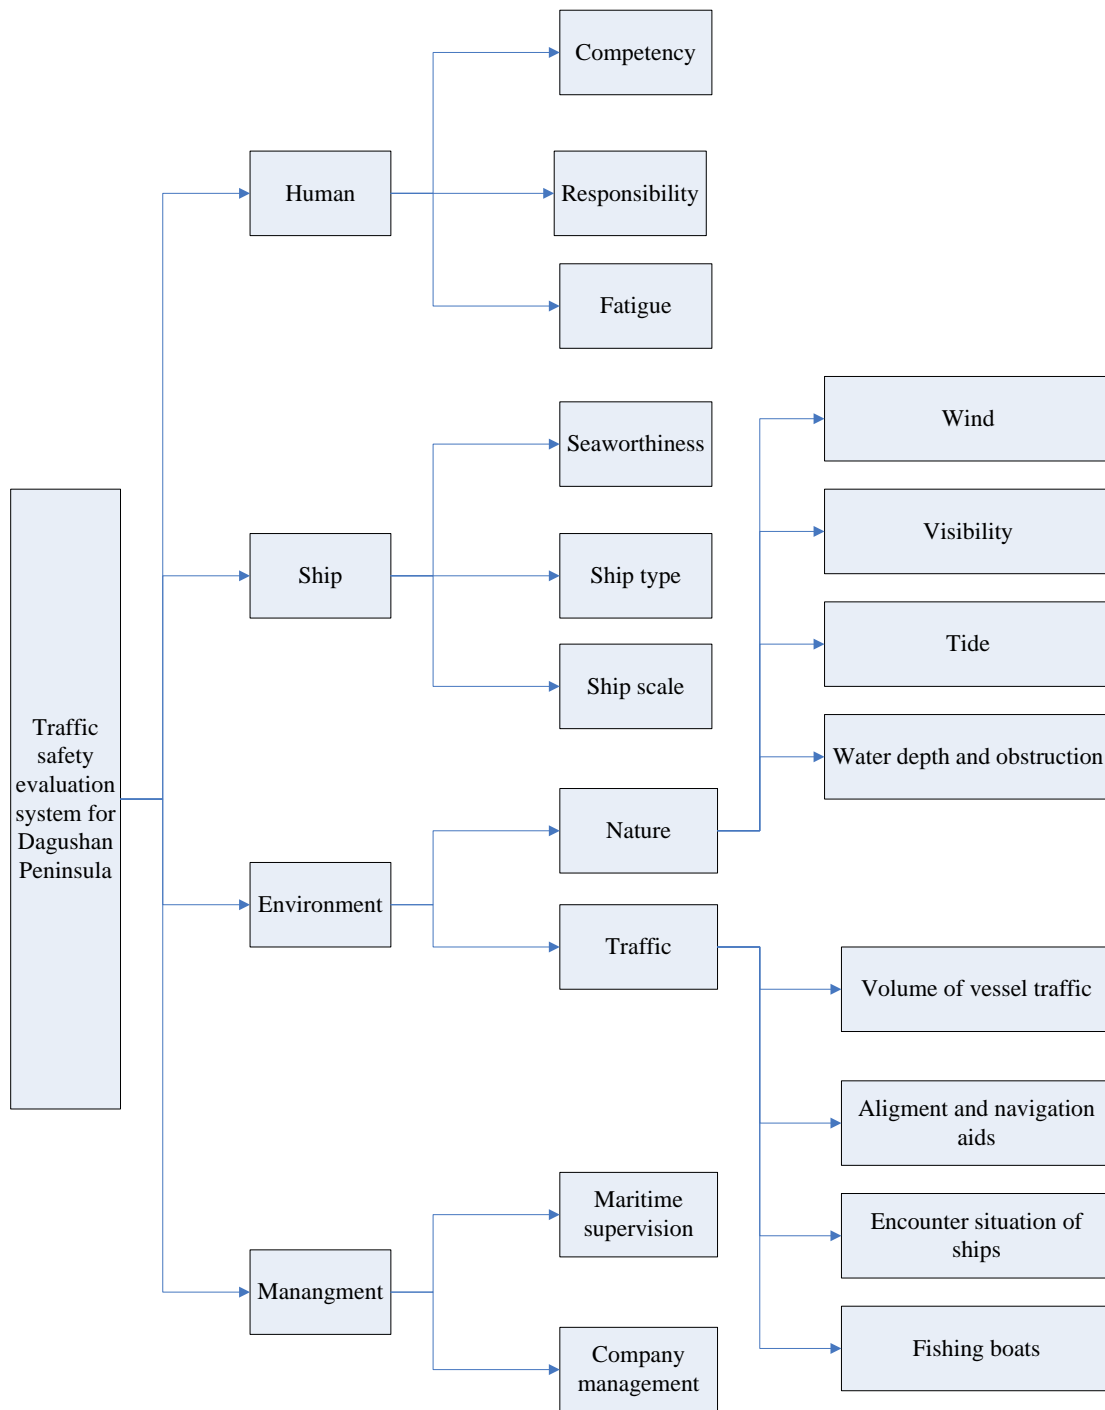 Traffic
safety
evaluation
system for
Dagushan
Peninsula
Human
Ship
Environment
Manangment
Competency
Responsibility
Fatigue
Seaworthiness
Ship type
Ship scale
Nature
Traffic
Maritime
supervision
Company
management
Wind
Visibility
Tide
Water depth and obstruction
Volume of vessel traffic
Aligment and navigation
aids
Encounter situation of
ships
Fishing boats